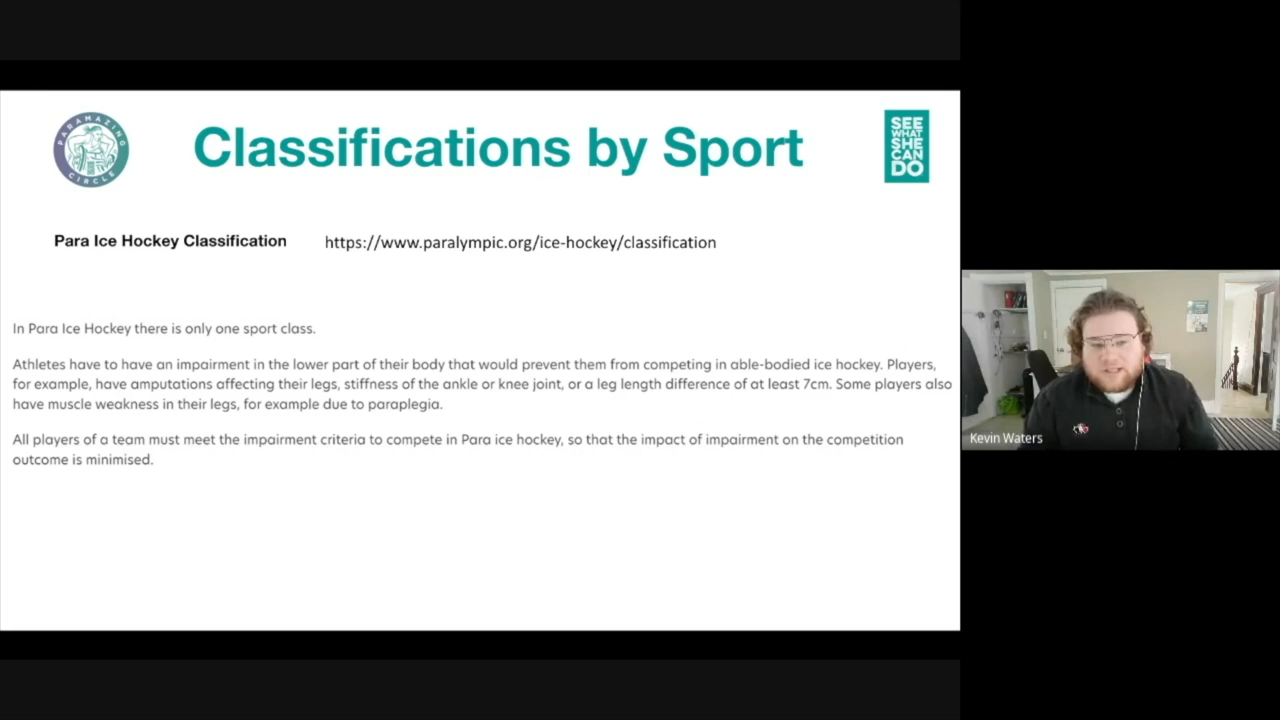 PARAMAZING
CIRCLE
Classifications by Sport
SEE
WHAT
SHE
CAN
DO
Para Ice Hockey Classification
https://www.paralympic.org/ice-hockey/classification
In Para Ice Hockey there is only one sport class.
Athletes have to have an impairment in the lower part of their body that would prevent them from competing in able-bodied ice hockey. Players,
for example, have amputations affecting their legs, stiffness of the ankle or knee joint, or a leg length difference of at least 7cm. Some players also
have muscle weakness in their legs, for example due to paraplegia.
All players of a team must meet the impairment criteria to compete in Para ice hockey, so that the impact of impairment on the competition
outcome is minimised.
Kevin Waters